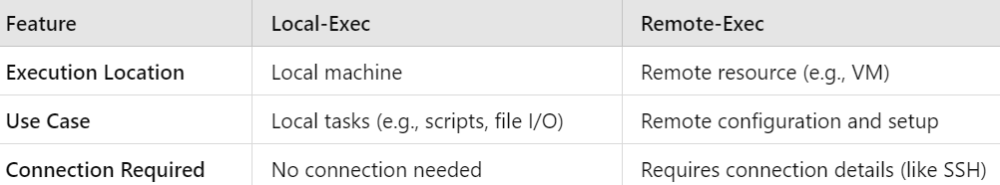 Feature Local-Exec Remote-Exec
Execution Location Local machine Remote resource (e.g., VM)
Use Case Local tasks (e.g., scripts, file I/O) Remote configuration and setup
Connection Required No connection needed Requires connection details (like SSH)